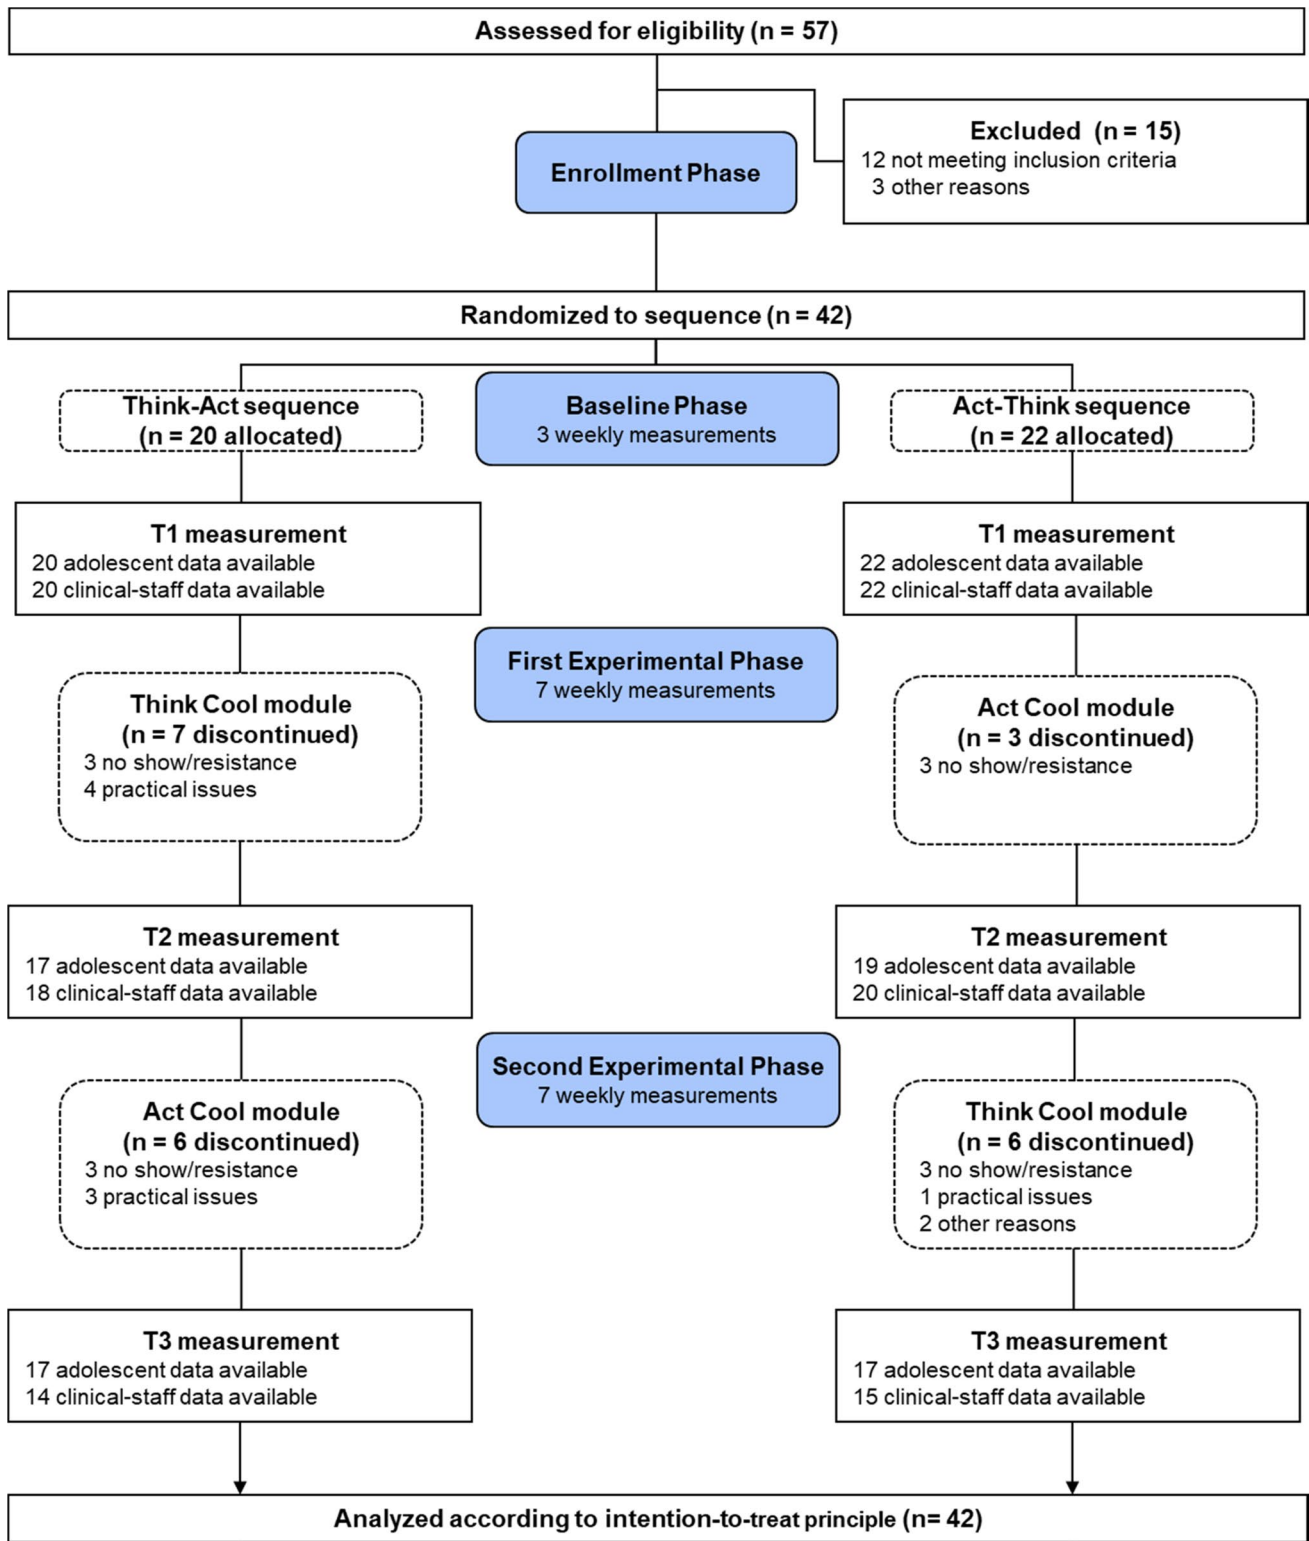 Assessed for eligibility (n = 57)
Excluded (n = 15)
12 not meeting inclusion criteria
3 other reasons
Enrollment Phase
Randomized to sequence (n = 42)
Think-Act sequence
(n = 20 allocated)
Baseline Phase
3 weekly measurements
Act-Think sequence
(n = 22 allocated)
T1 measurement
20 adolescent data available
20 clinical-staff data available
T1 measurement
22 adolescent data available
22 clinical-staff data available
First Experimental Phase
7 weekly measurements
Think Cool module
(n = 7 discontinued)
3 no show/resistance
4 practical issues
Act Cool module
(n = 3 discontinued)
3 no show/resistance
T2 measurement
17 adolescent data available
18 clinical-staff data available
T2 measurement
19 adolescent data available
20 clinical-staff data available
Second Experimental Phase
7 weekly measurements
Act Cool module
(n = 6 discontinued)
3 no show/resistance
3 practical issues
Think Cool module
(n = 6 discontinued)
3 no show/resistance
1 practical issues
2 other reasons
T3 measurement
17 adolescent data available
14 clinical-staff data available
T3 measurement
17 adolescent data available
15 clinical-staff data available
Analyzed according to intention-to-treat principle (n= 42)